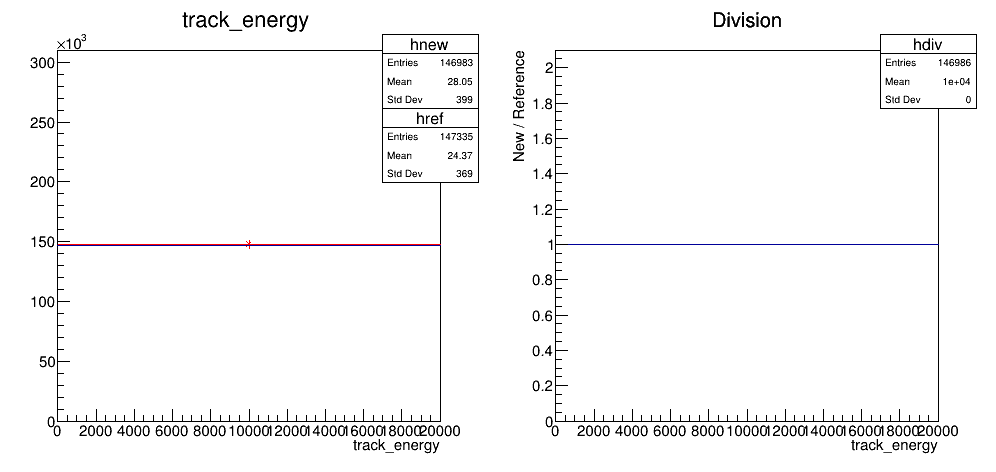 track_energy
×10³
hnew
Entries 146983
Mean 28.05
Std Dev 399
href
Entries 147335
Mean 24.37
Std Dev 369
300
250
200
150
100
50
0
0 2000 4000 6000 8000 10000 12000 14000 16000 18000 20000
track_energy
Division
hdiv
Entries 146986
Mean 1e+04
Std Dev 0
New / Reference
2
1.8
1.6
1.4
1.2
1
0.8
0.6
0.4
0.2
0
0 2000 4000 6000 8000 10000 12000 14000 16000 18000 20000
track_energy